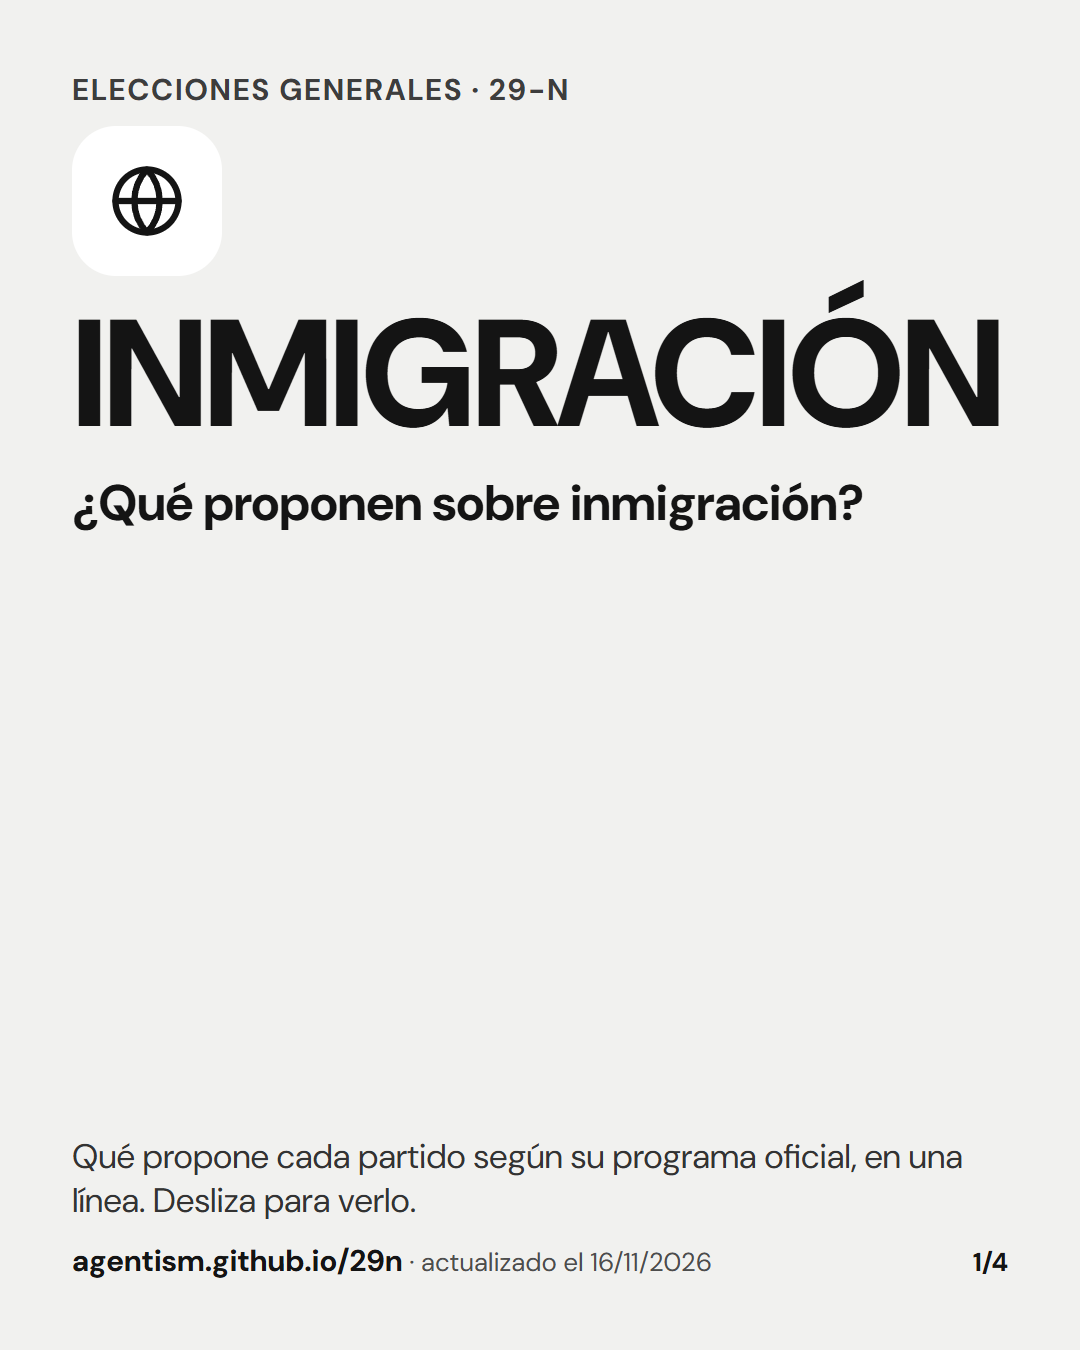 ELECCIONES GENERALES · 29-N
INMIGRACIÓN
¿Qué proponen sobre inmigración?
Qué propone cada partido según su programa oficial, en una
línea. Desliza para verlo.
agentism.github.io/29n · actualizado el 16/11/2026
1/4